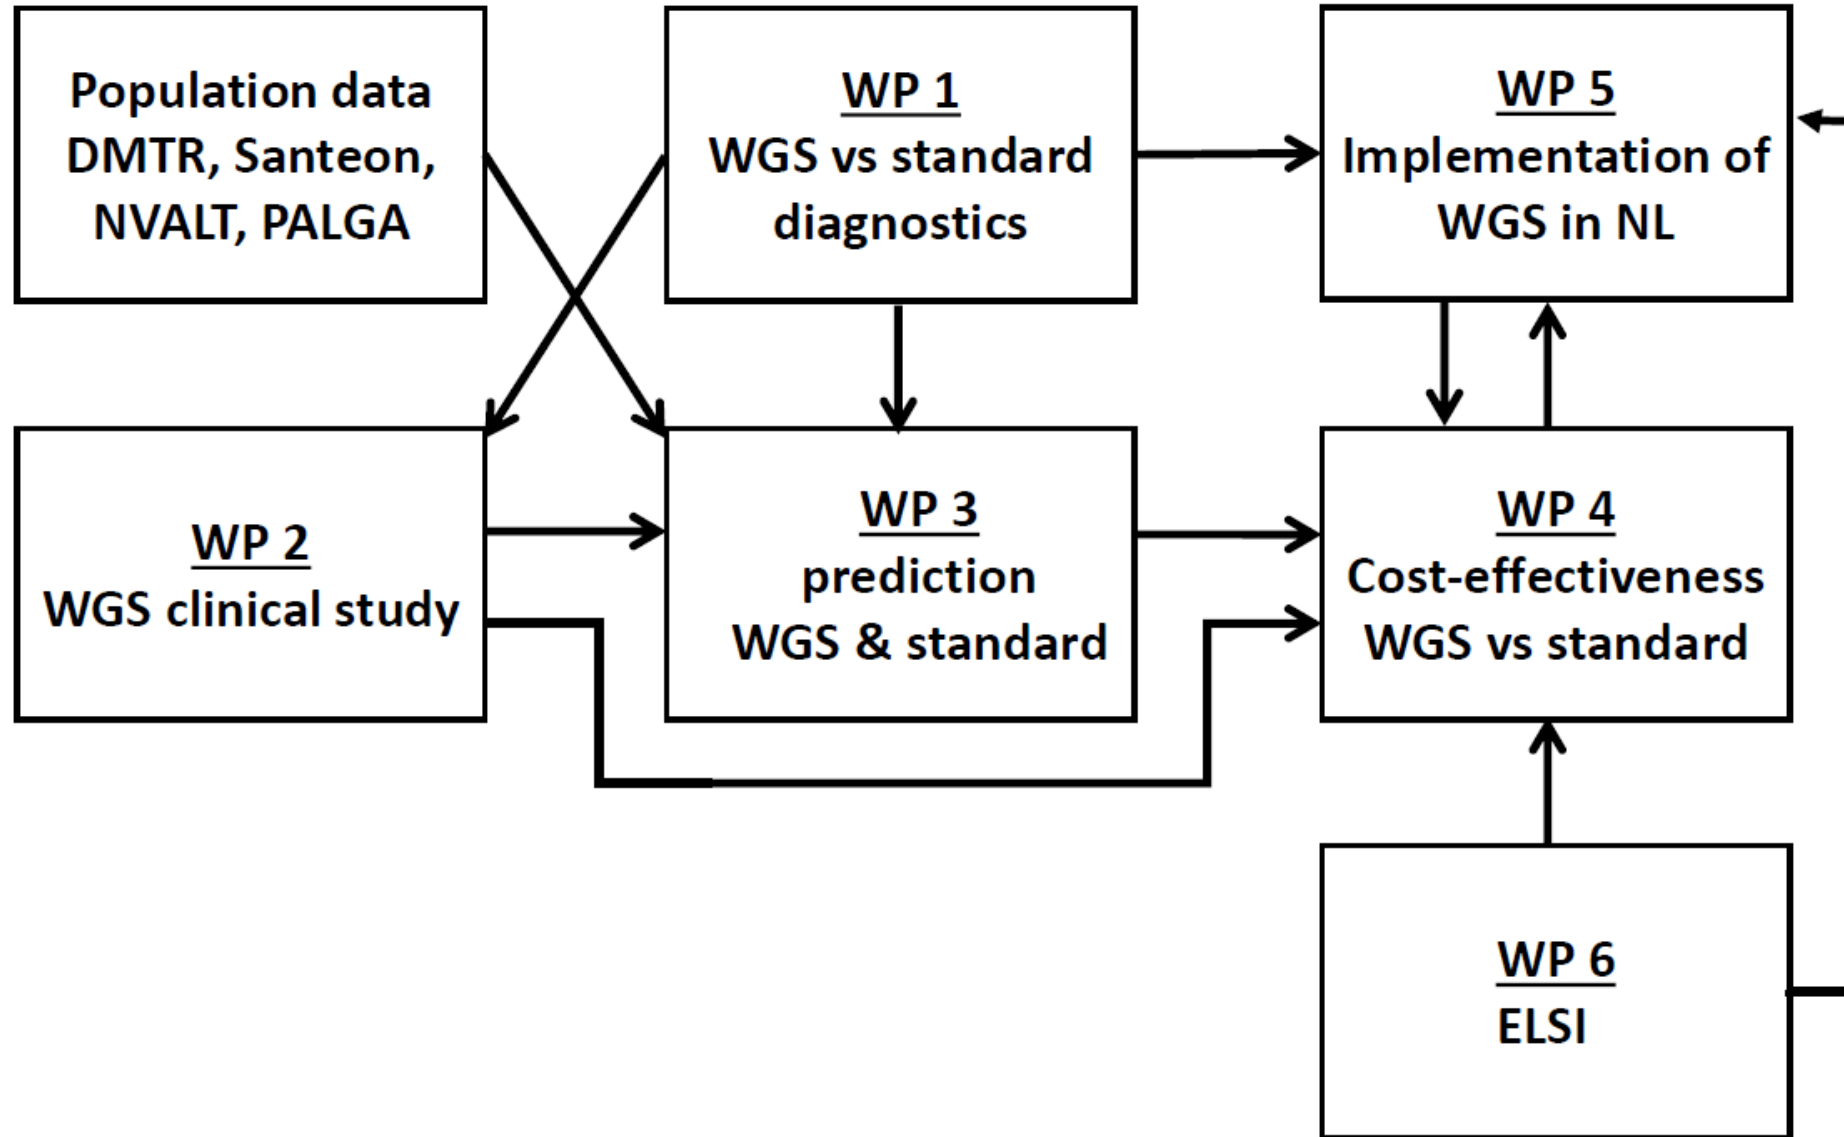 Population data
DMTR, Santeon,
NVALT, PALGA
WP 1
WGS vs standard
diagnostics
WP 5
Implementation of
WGS in NL
WP 2
WGS clinical study
WP 3
prediction
WGS & standard
WP 4
Cost-effectiveness
WGS vs standard
WP 6
ELSI